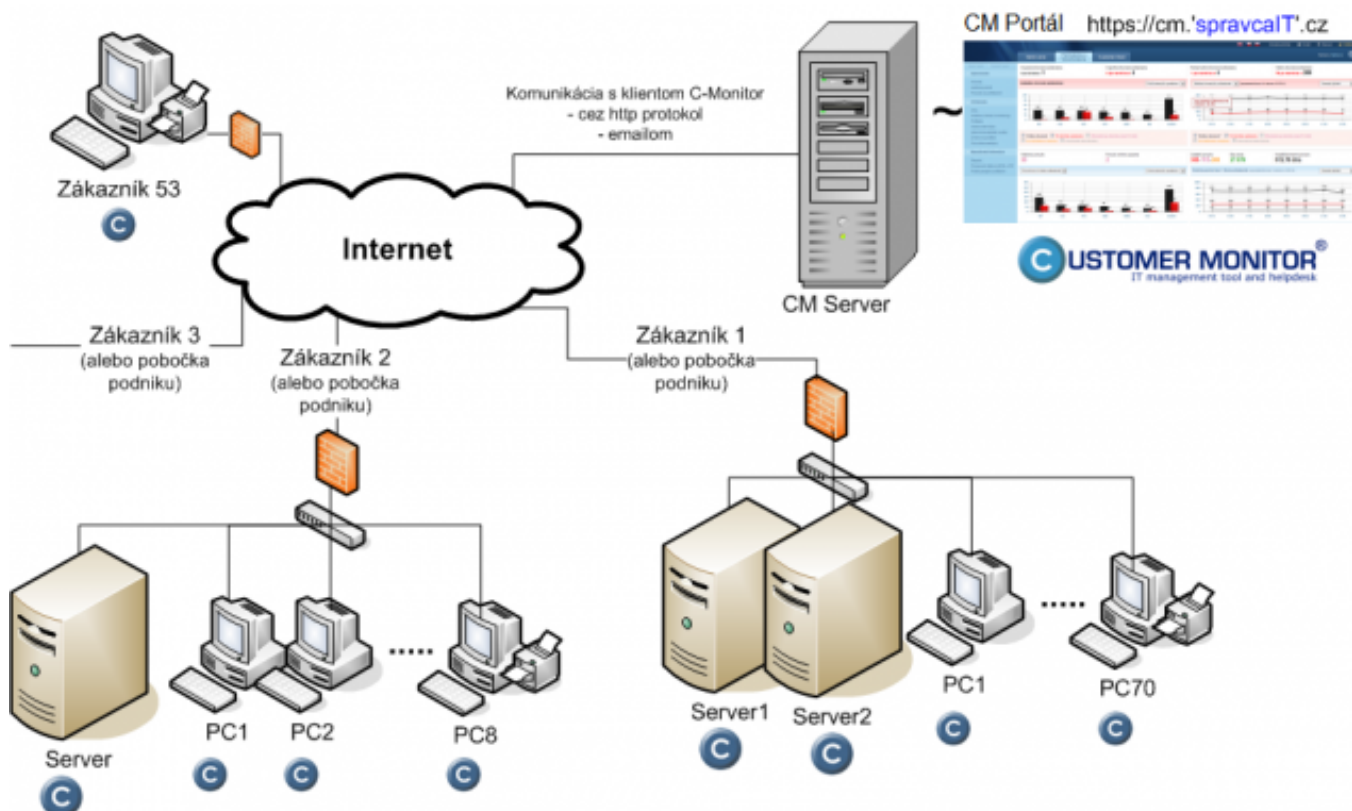 CM Portál https://cm.'spravcaIT'.cz
Komunikácia s klientom C-Monitor
- cez http protokol
- emailom
Zákazník 53
C
Internet
CM Server
CUSTOMER MONITOR®
IT management tool and helpdesk
Zákazník 3
(alebo pobočka
podniku)
Zákazník 2
(alebo pobočka
podniku)
Zákazník 1
(alebo pobočka
podniku)
Server
C
PC1
C
PC2
C
.....
PC8
C
Server1
C
Server2
C
PC1
C
.....
PC70
C